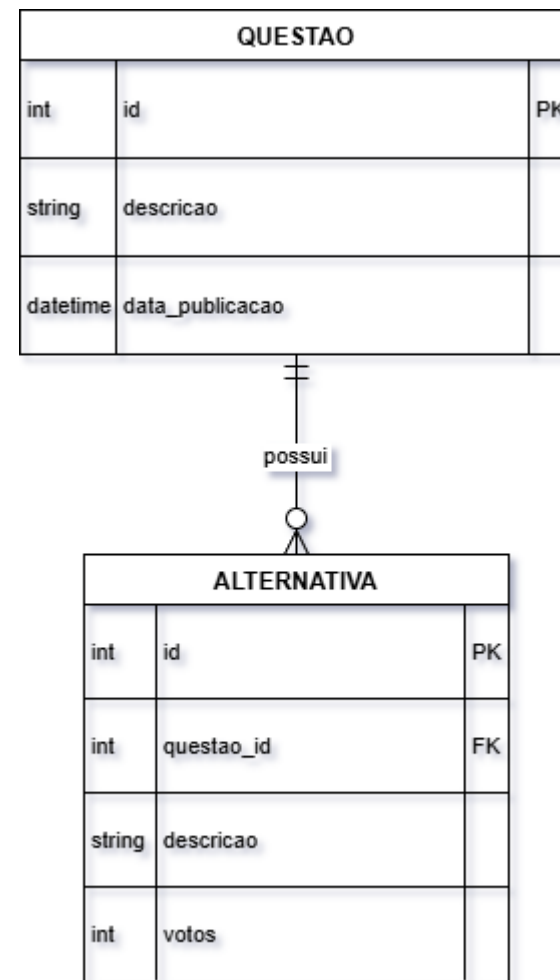 QUESTAO
int id PK
string descricao
datetime data_publicacao
possui
ALTERNATIVA
int id PK
int questao_id FK
string descricao
int votos